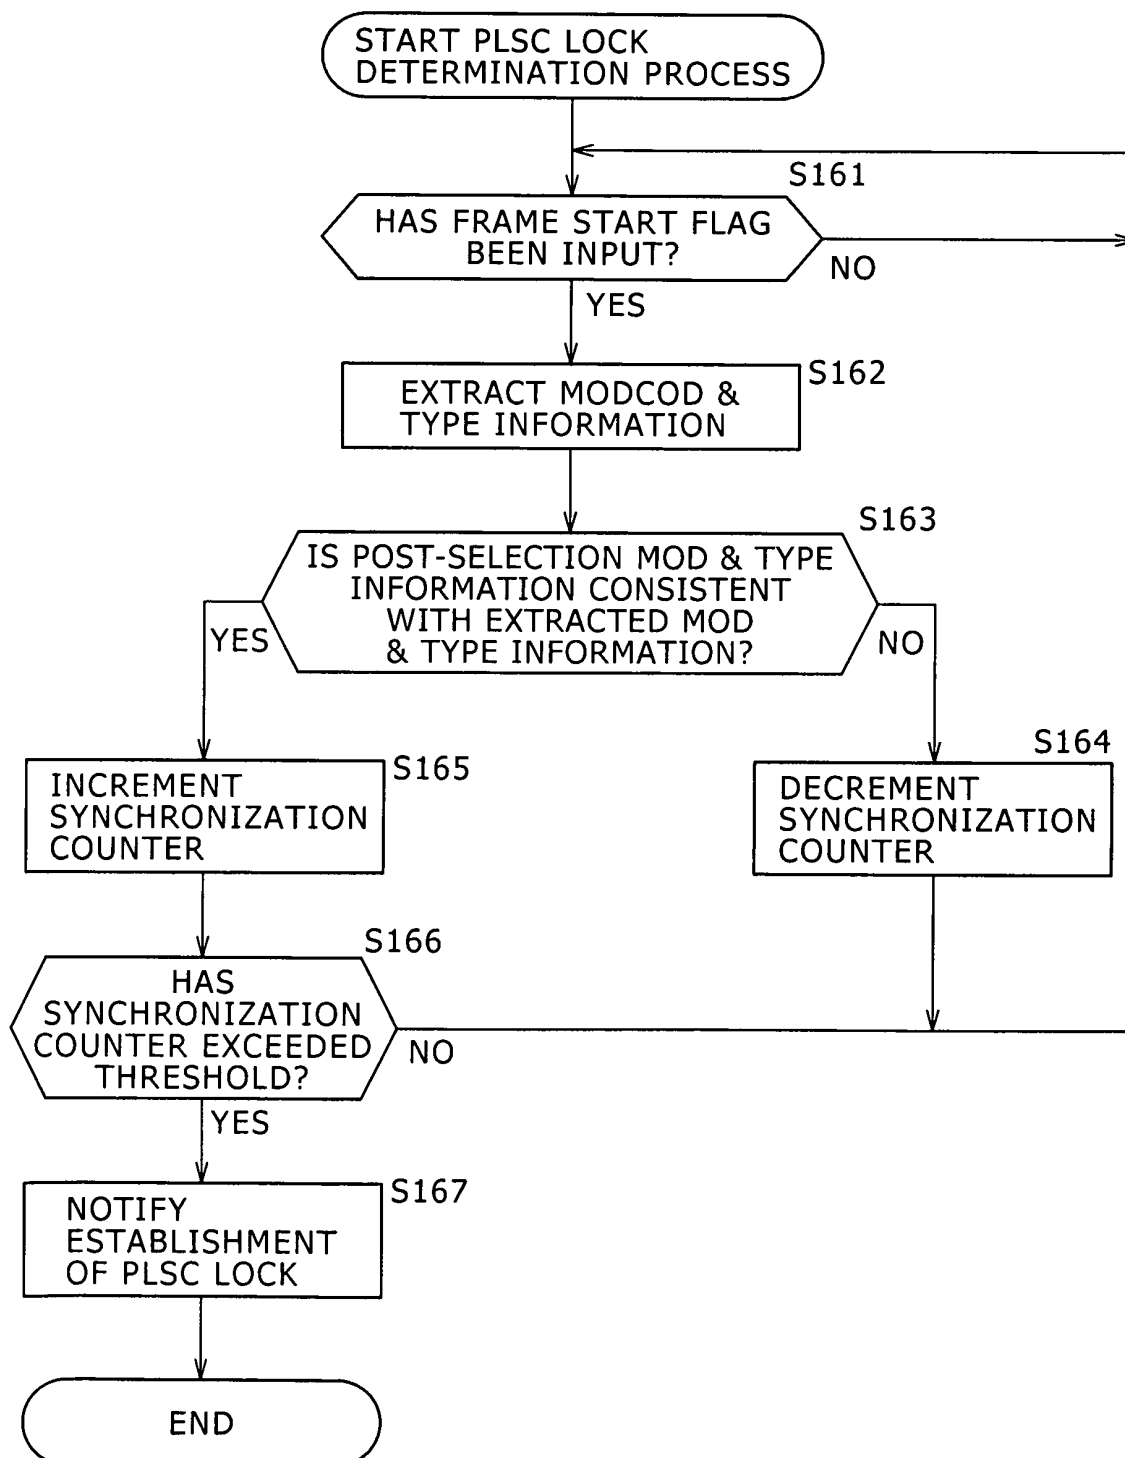 START PLSC LOCK
DETERMINATION PROCESS
S161
HAS FRAME START FLAG
BEEN INPUT?
NO
YES
S162
EXTRACT MODCOD &
TYPE INFORMATION
S163
IS POST-SELECTION MOD & TYPE
INFORMATION CONSISTENT
WITH EXTRACTED MOD
& TYPE INFORMATION?
YES
NO
S165
INCREMENT
SYNCHRONIZATION
COUNTER
S164
DECREMENT
SYNCHRONIZATION
COUNTER
S166
HAS
SYNCHRONIZATION
COUNTER EXCEEDED
THRESHOLD?
NO
YES
S167
NOTIFY
ESTABLISHMENT
OF PLSC LOCK
END